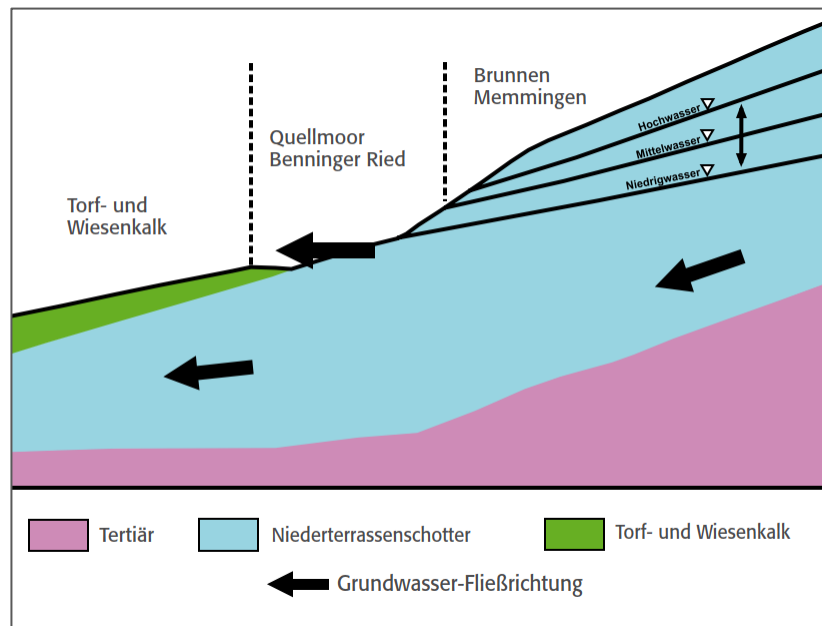 Brunnen
Memmingen
Quellmoor
Benninger Ried
Torf- und
Wiesenkalk
Hochwasser
Mittelwasser
Niedrigwasser
Tertiär
Niederterrassenschotter
Torf- und Wiesenkalk
Grundwasser-Fließrichtung